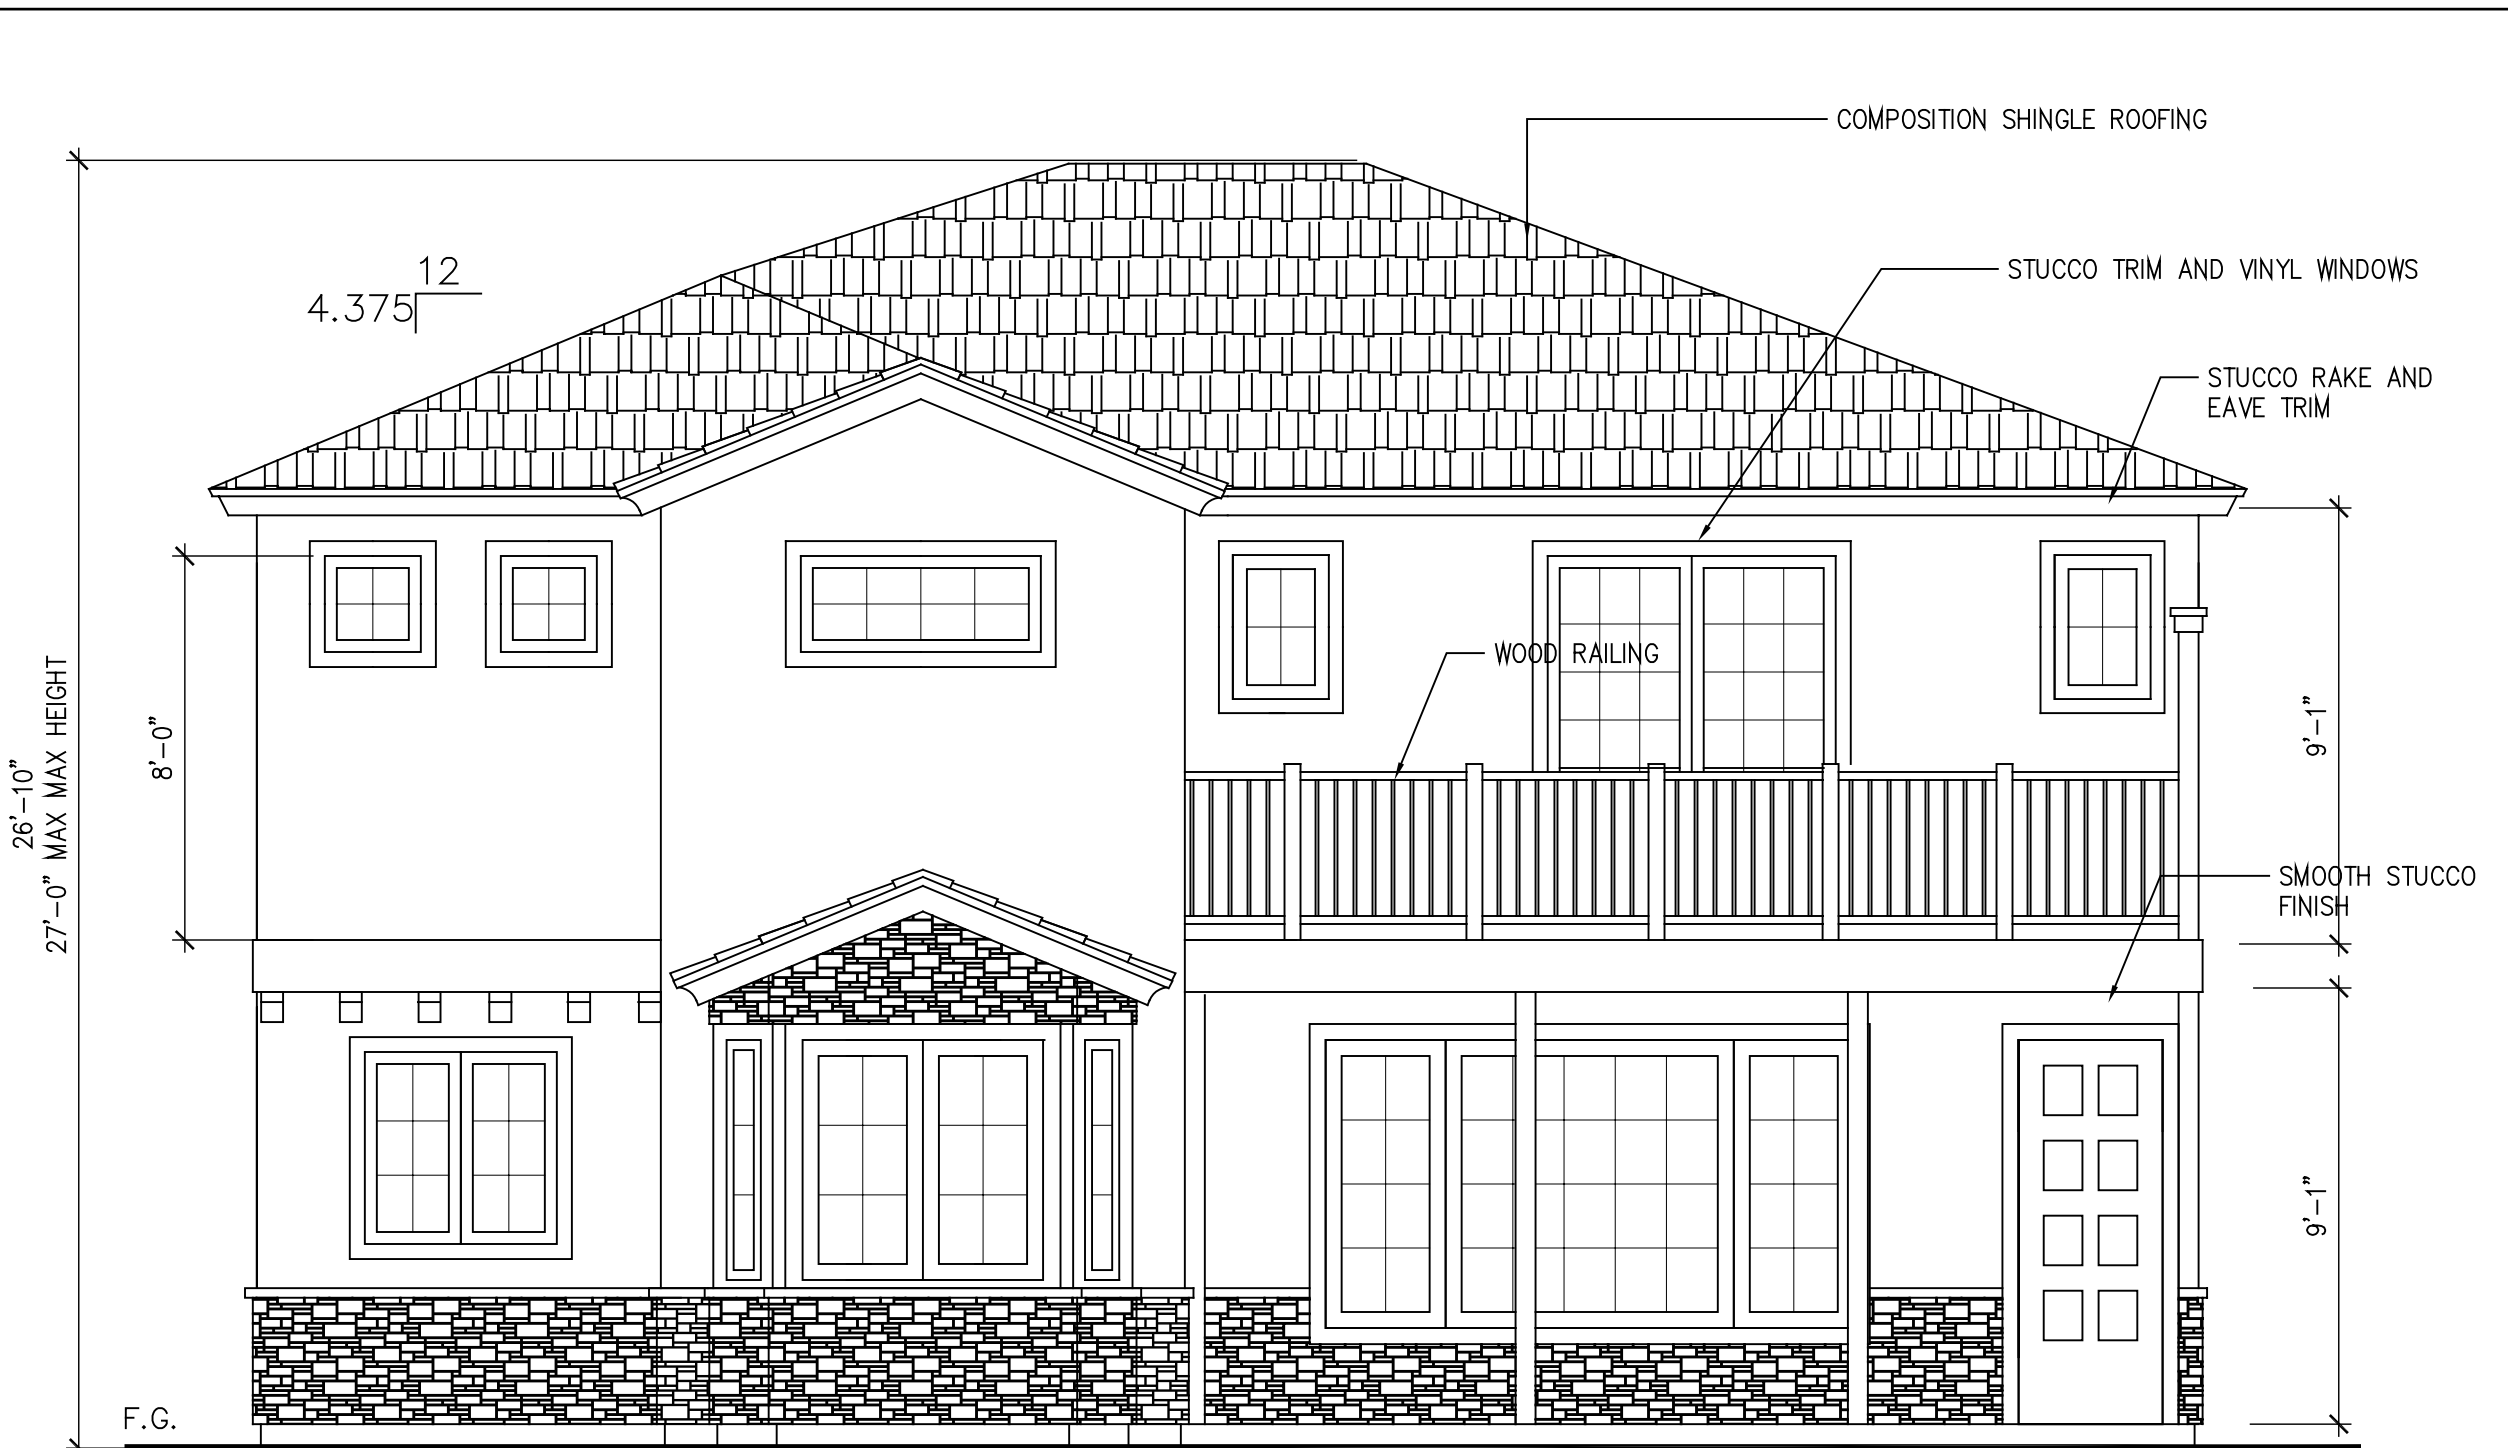 COMPOSITION SHINGLE ROOFING
12
4.375
STUCCO TRIM AND VINYL WINDOWS
STUCCO RAKE AND
EAVE TRIM
WOOD RAILING
26'-10"
27'-0" MAX MAX HEIGHT
8'-0"
9'-1"
SMOOTH STUCCO
FINISH
9'-1"
F.G.